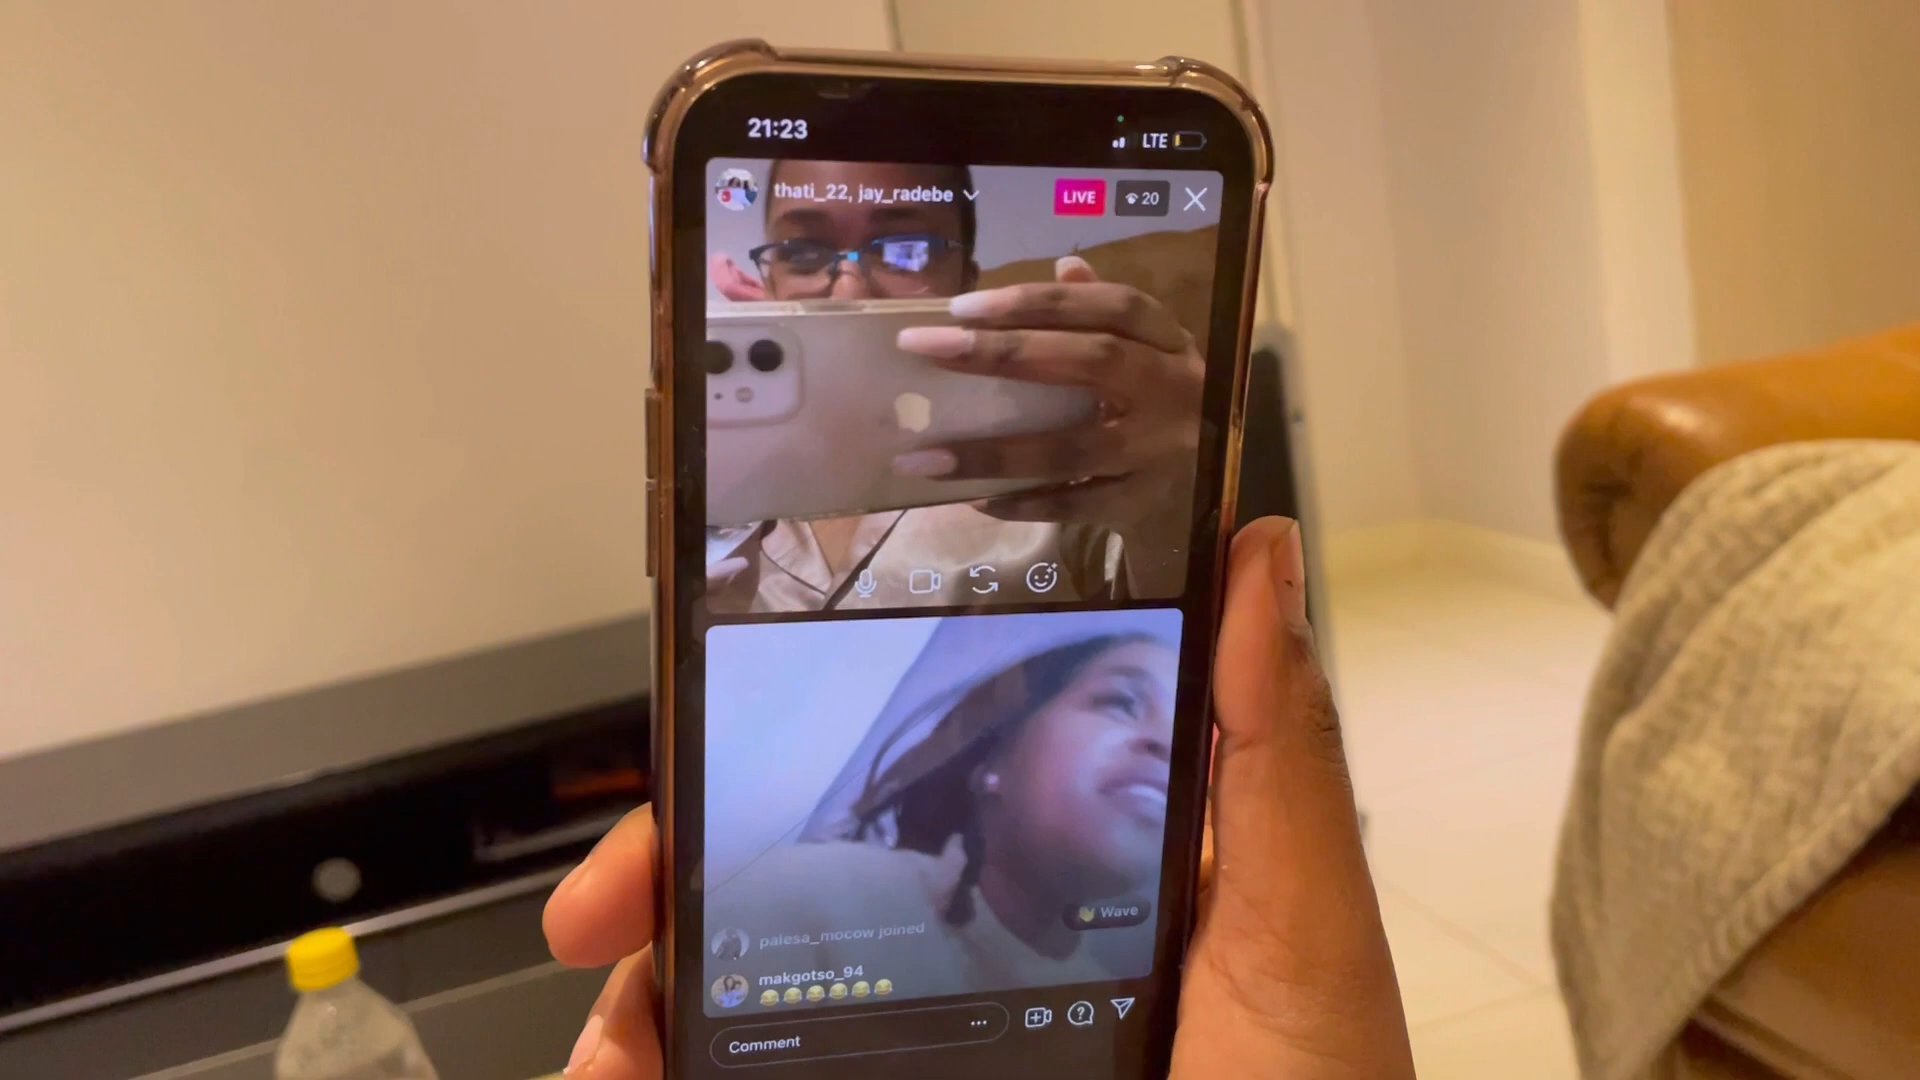 21:23
LTE
thati_22, jay_radebe
LIVE
20
Wave
palesa_mocow joined
makgotso_94
😂😂😂😂😂😂
Comment